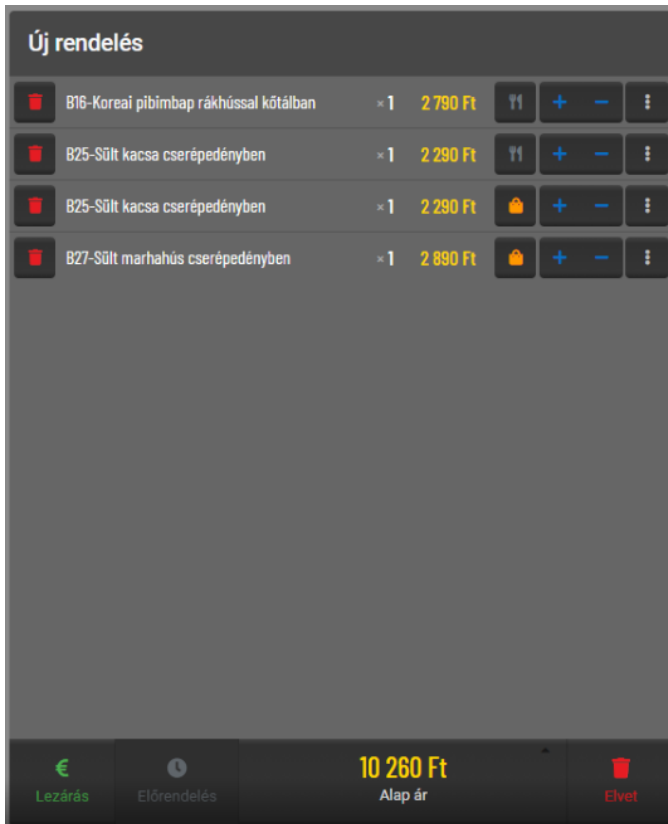 Új rendelés
B16-Koreai pibimbap rákhússal kőtálban ×1 2 790 Ft
B25-Sült kacsa cserépedényben ×1 2 290 Ft
B25-Sült kacsa cserépedényben ×1 2 290 Ft
B27-Sült marhahús cserépedényben ×1 2 890 Ft
€ 10 260 Ft
Lezárás Előrendelés Alap ár Elvet